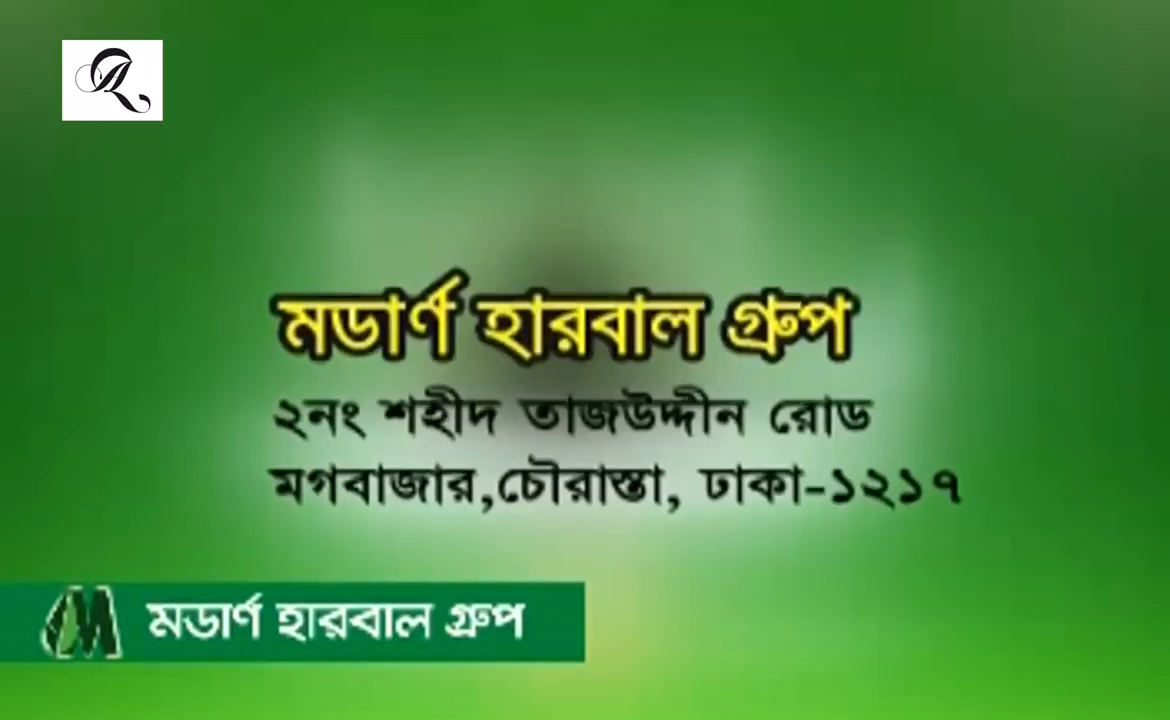 মডার্ণ হারবাল গ্রুপ
২নং শহীদ তাজউদ্দীন রোড
মগবাজার,চৌরাস্তা, ঢাকা-১২১৭
মডার্ণ হারবাল গ্রুপ